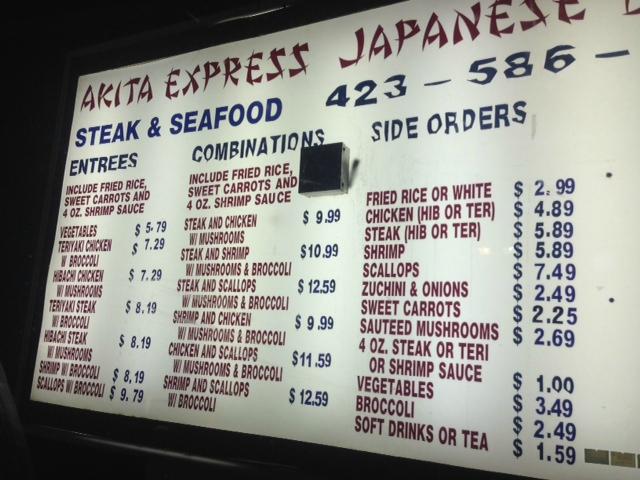 AKITA EXPRESS JAPANESE
STEAK & SEAFOOD 423-586-
ENTREES
INCLUDE FRIED RICE,
SWEET CARROTS AND
4 OZ. SHRIMP SAUCE
VEGETABLES $ 5.79
TERIYAKI CHICKEN $ 7.29
W BROCCOLI
HIBACHI CHICKEN $ 7.29
W/ MUSHROOMS
TERIYAKI STEAK $ 8.19
W/ BROCCOLI
HIBACHI STEAK $ 8.19
W/ MUSHROOMS
SHRIMP W/ BROCCOLI $ 8.19
SCALLOPS W/ BROCCOLI $ 9.79
COMBINATIONS
INCLUDE FRIED RICE,
SWEET CARROTS AND
4 OZ. SHRIMP SAUCE
STEAK AND CHICKEN $ 9.99
W/ MUSHROOMS
STEAK AND SHRIMP $10.99
W/ MUSHROOMS & BROCCOLI
STEAK AND SCALLOPS $ 12.59
W/ MUSHROOMS & BROCCOLI
SHRIMP AND CHICKEN $ 9.99
W/ MUSHROOMS & BROCCOLI
CHICKEN AND SCALLOPS $11.59
W/ MUSHROOMS & BROCCOLI
SHRIMP AND SCALLOPS $ 12.59
W/ BROCCOLI
SIDE ORDERS
FRIED RICE OR WHITE $ 2.99
CHICKEN (HIB OR TER) $ 4.89
STEAK (HIB OR TER) $ 5.89
SHRIMP $ 5.89
SCALLOPS $ 7.49
ZUCHINI & ONIONS $ 2.49
SWEET CARROTS $ 2.25
SAUTEED MUSHROOMS $ 2.69
4 OZ. STEAK OR TERI
OR SHRIMP SAUCE $ 1.00
VEGETABLES $ 3.49
BROCCOLI $ 2.49
SOFT DRINKS OR TEA $ 1.59